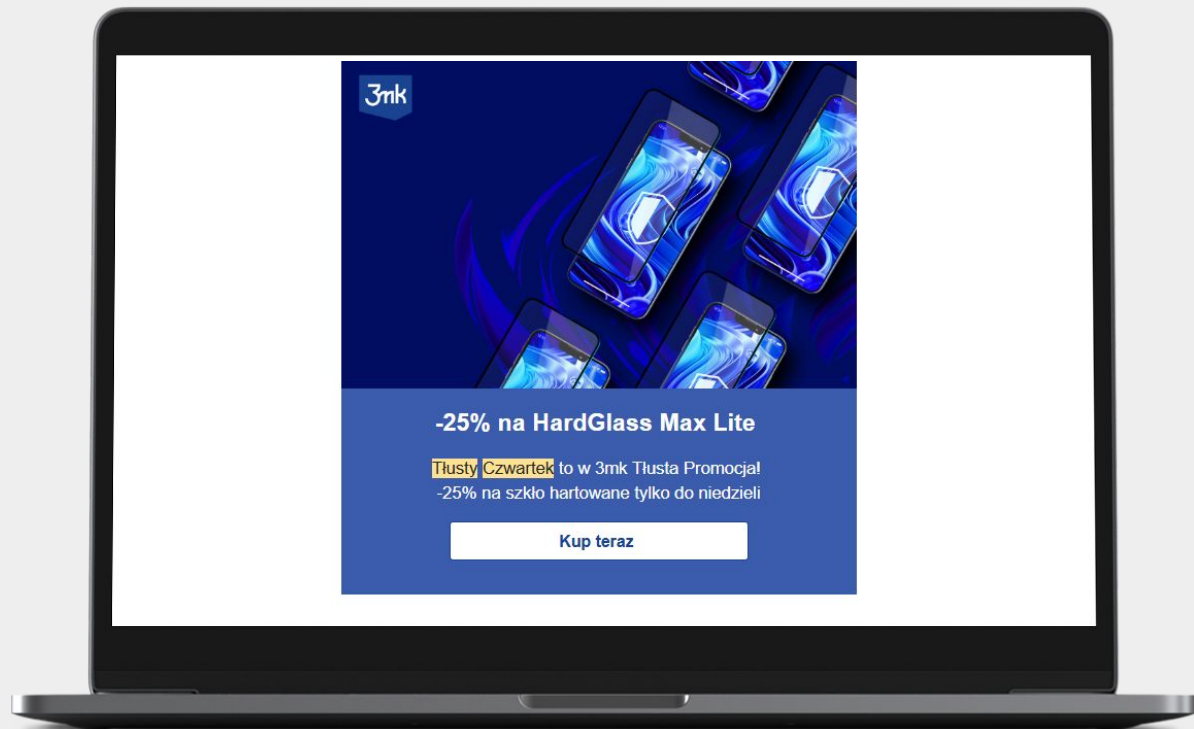 3mk
-25% na HardGlass Max Lite
Tłusty Czwartek to w 3mk Tłusta Promocja!
-25% na szkło hartowane tylko do niedzieli
Kup teraz